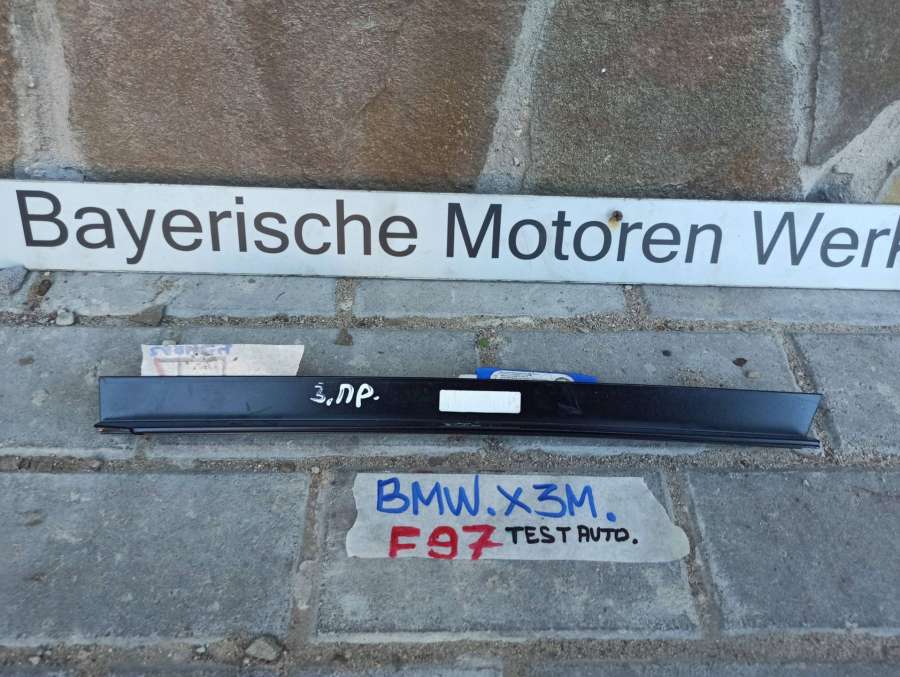 Bayerische Motoren Werk
З.ПР.
BMW.X3M.
F97 TEST AUTO.